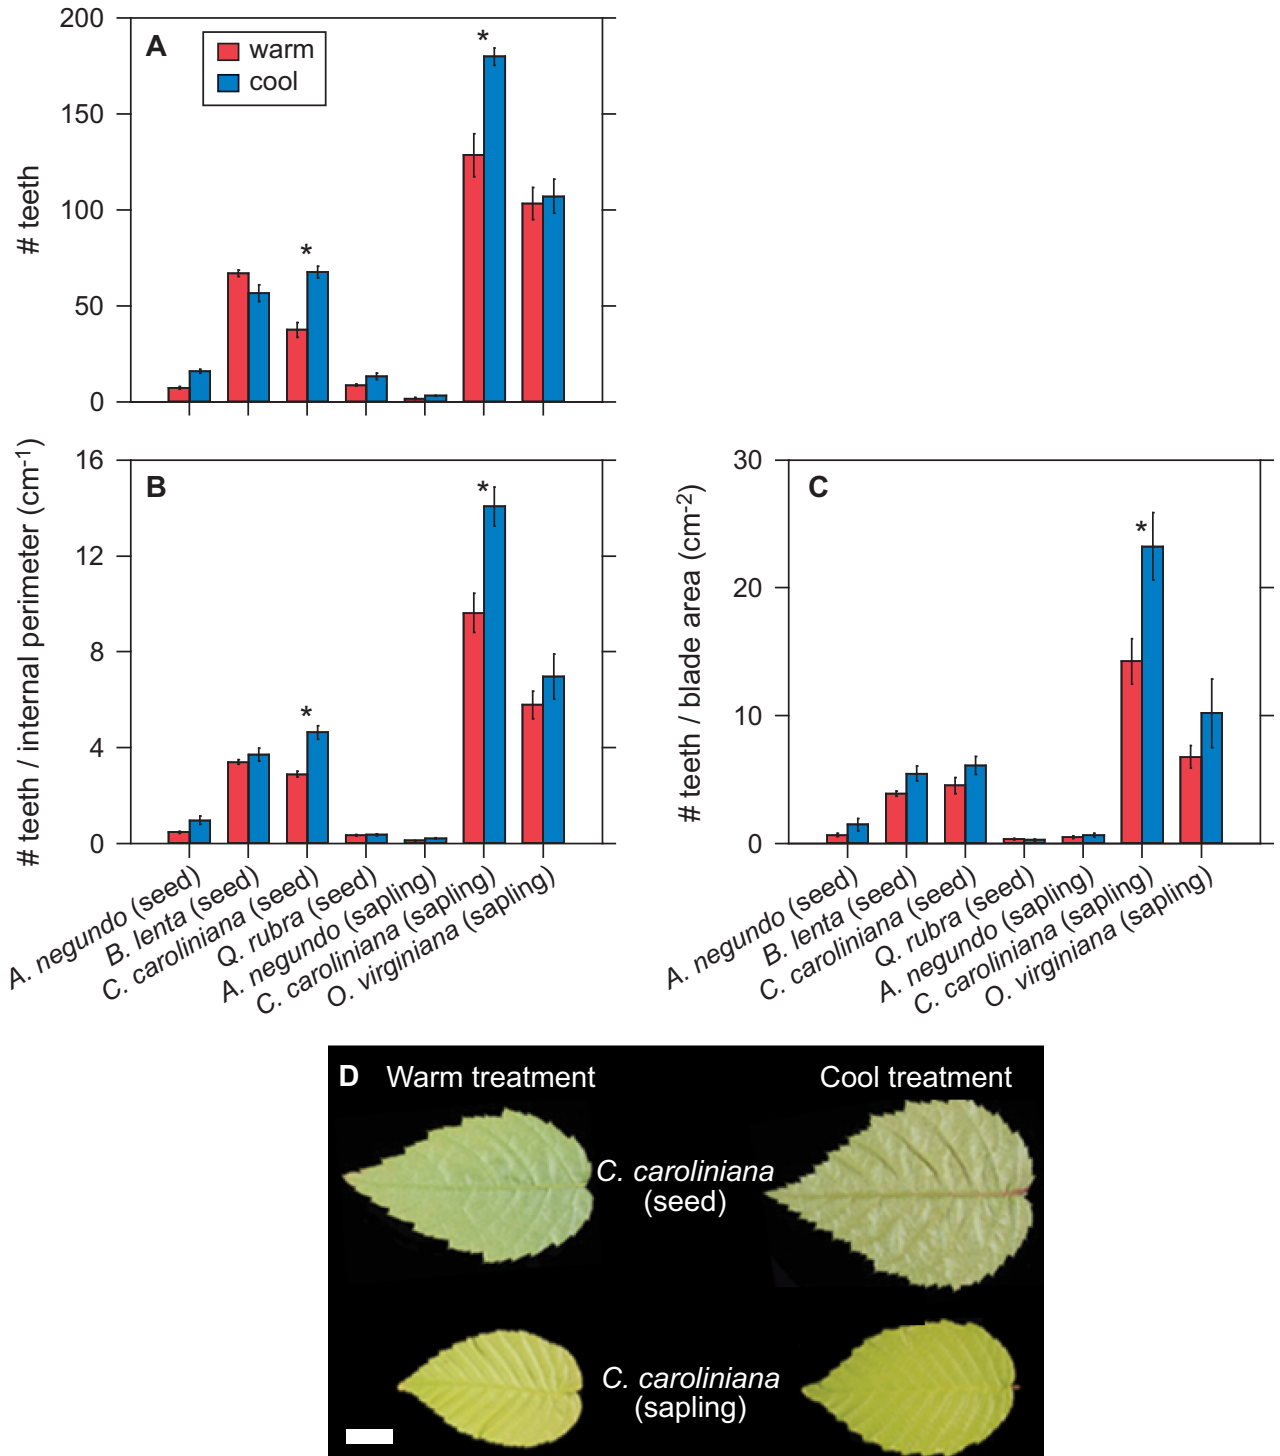 A
warm
cool
# teeth
200
150
100
50
0
*
*
B
# teeth / internal perimeter (cm-1)
16
12
8
4
0
*
*
A. negundo (seed)
B. lenta (seed)
C. caroliniana (seed)
Q. rubra (seed)
A. negundo (sapling)
C. caroliniana (sapling)
O. virginiana (sapling)
C
# teeth / blade area (cm-2)
30
20
10
0
*
A. negundo (seed)
B. lenta (seed)
C. caroliniana (seed)
Q. rubra (seed)
A. negundo (sapling)
C. caroliniana (sapling)
O. virginiana (sapling)
D Warm treatment Cool treatment
C. caroliniana
(seed)
C. caroliniana
(sapling)